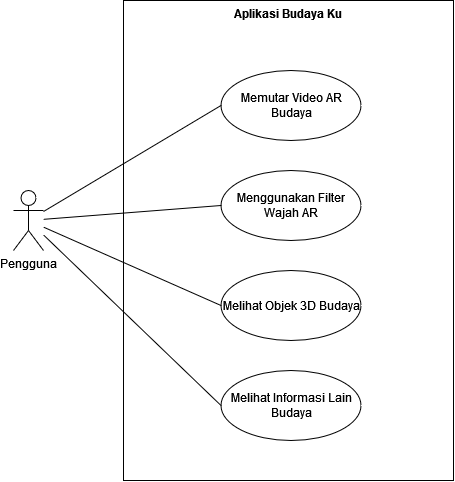 Aplikasi Budaya Ku
Memutar Video AR
Budaya
Menggunakan Filter
Wajah AR
Pengguna
Melihat Objek 3D Budaya
Melihat Informasi Lain
Budaya